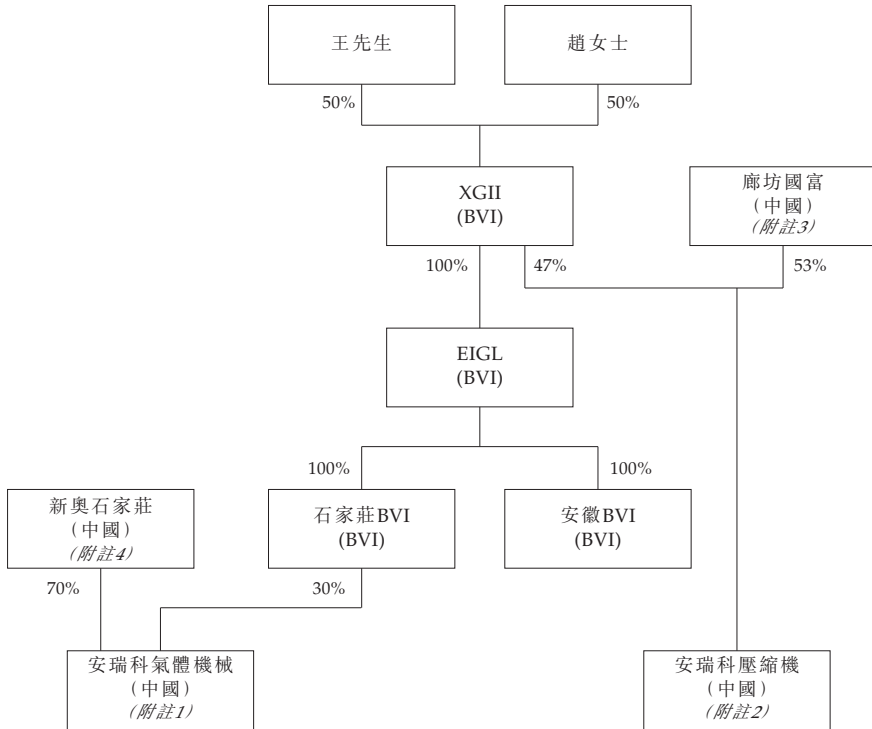 王先生
趙女士
50%
50%
XGII
(BVI)
廊坊國富
（中國）
（附註3）
100%
47%
53%
EIGL
(BVI)
100%
100%
新奧石家莊
（中國）
（附註4）
石家莊BVI
(BVI)
安徽BVI
(BVI)
70%
30%
安瑞科氣體機械
（中國）
（附註1）
安瑞科壓縮機
（中國）
（附註2）